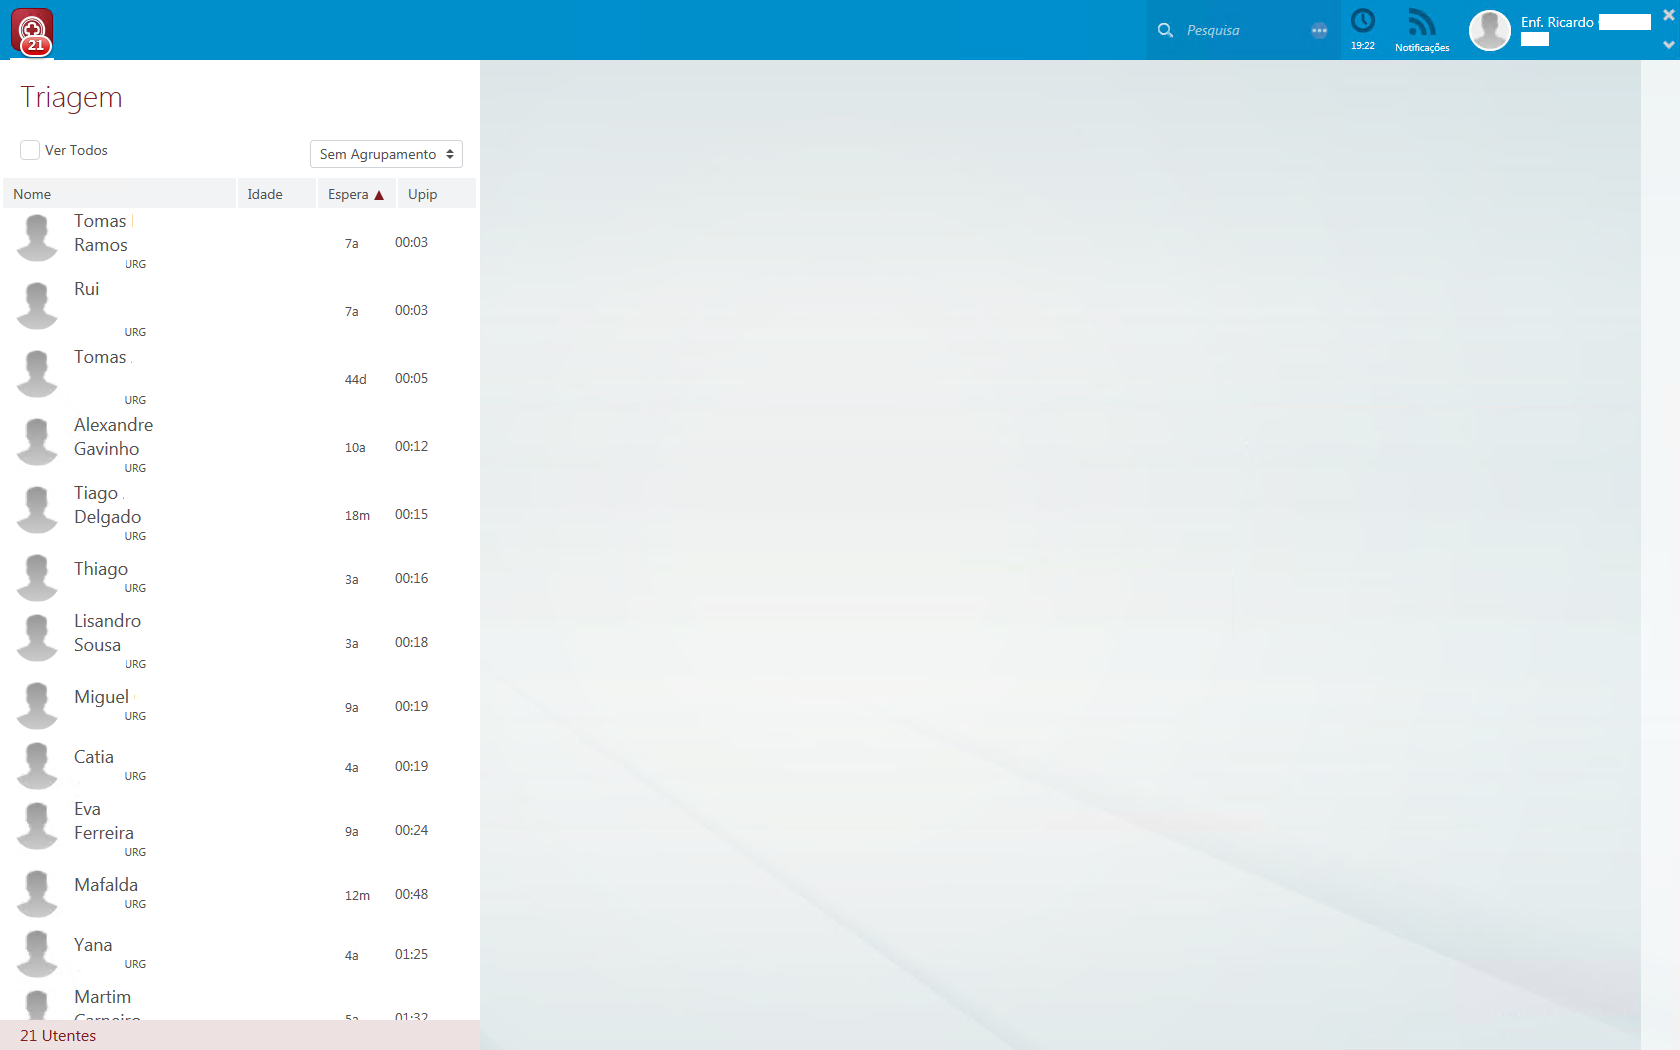 21
Pesquisa
19:22
Notificações
Enf. Ricardo
Triagem
Ver Todos
Sem Agrupamento
Nome Idade Espera Upip
Tomas
Ramos
URG
7a 00:03
Rui
URG
7a 00:03
Tomas
URG
44d 00:05
Alexandre
Gavinho
URG
10a 00:12
Tiago
Delgado
URG
18m 00:15
Thiago
URG
3a 00:16
Lisandro
Sousa
URG
3a 00:18
Miguel
URG
9a 00:19
Catia
URG
4a 00:19
Eva
Ferreira
URG
9a 00:24
Mafalda
URG
12m 00:48
Yana
URG
4a 01:25
Martim
Carneiro
5a 01:32
21 Utentes